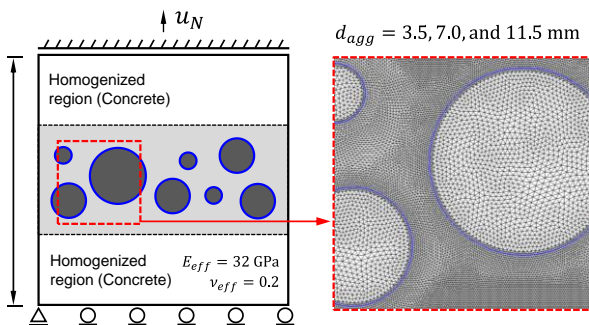 u_N
d_agg = 3.5, 7.0, and 11.5 mm
Homogenized
region (Concrete)
Homogenized
region (Concrete)
E_eff = 32 GPa
ν_eff = 0.2